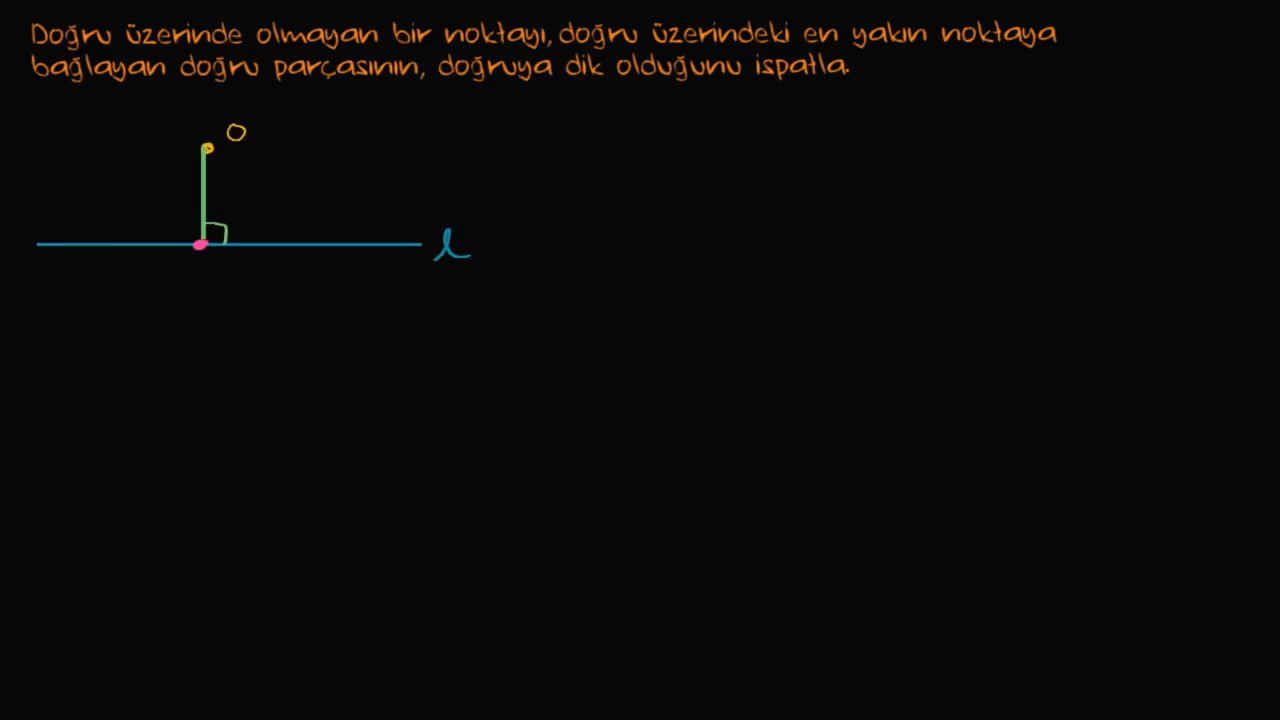 Doğru üzerinde olmayan bir noktayı, doğru üzerindeki en yakın noktaya
bağlayan doğru parçasının, doğruya dik olduğunu ispatla.
O
l